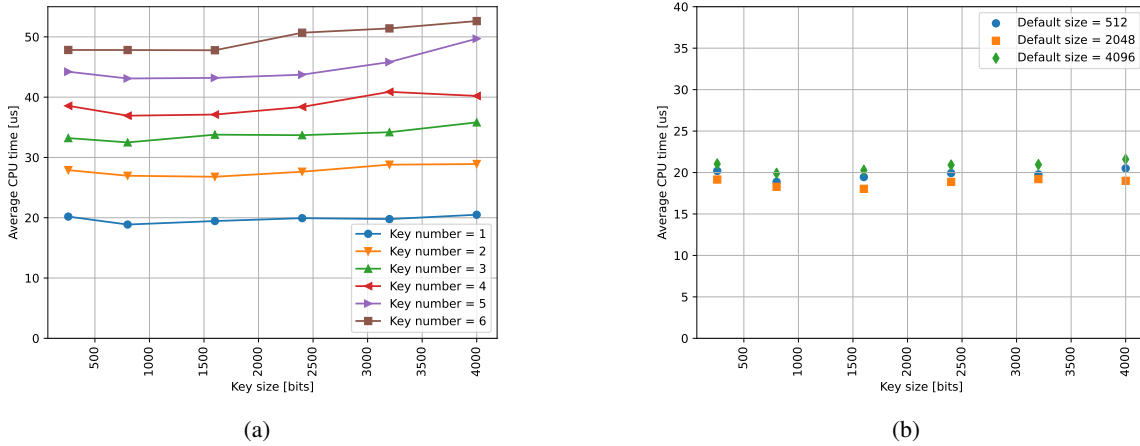 Average CPU time [us]
50
40
30
20
10
0
500
1000
1500
2000
2500
3000
3500
4000
Key size [bits]
Key number = 1
Key number = 2
Key number = 3
Key number = 4
Key number = 5
Key number = 6
(a)
Average CPU time [us]
40
35
30
25
20
15
10
5
0
500
1000
1500
2000
2500
3000
3500
4000
Key size [bits]
Default size = 512
Default size = 2048
Default size = 4096
(b)